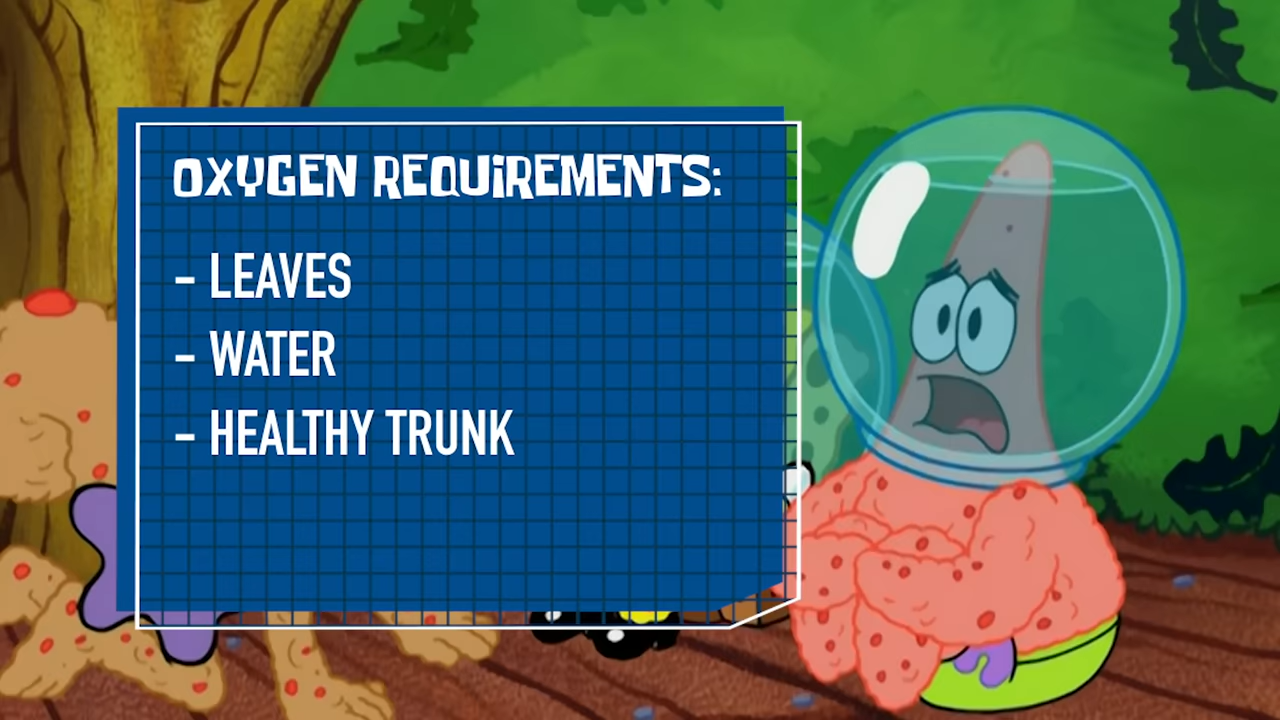 OXYGEN REQUIREMENTS:
- LEAVES
- WATER
- HEALTHY TRUNK